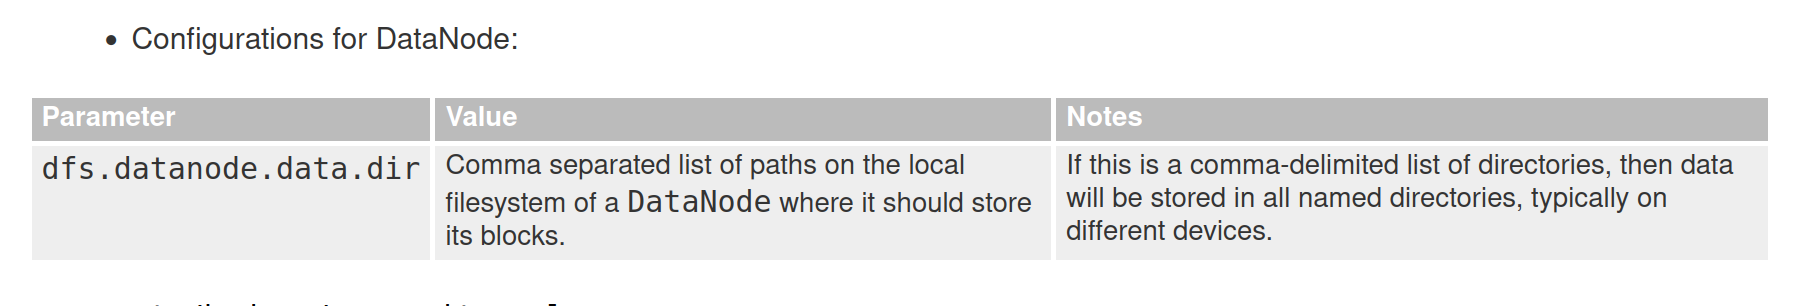 • Configurations for DataNode:
Parameter Value Notes
dfs.datanode.data.dir
Comma separated list of paths on the local
filesystem of a DataNode where it should store
its blocks.
If this is a comma-delimited list of directories, then data
will be stored in all named directories, typically on
different devices.